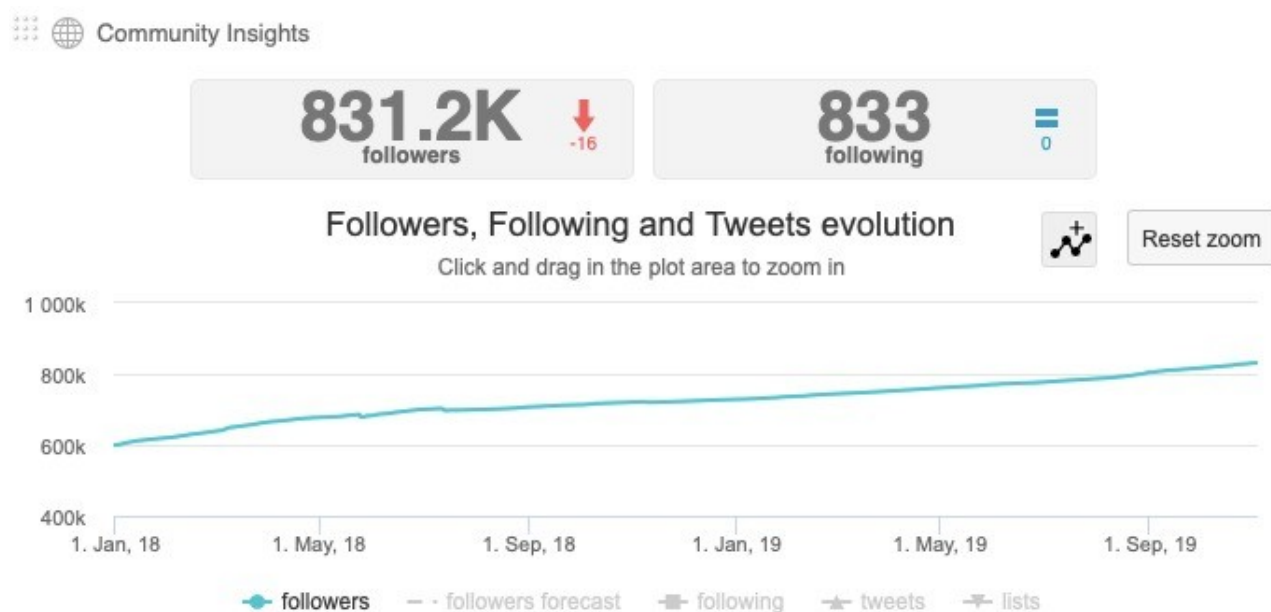 Community Insights
831.2K
followers
-16
833
following
0
Followers, Following and Tweets evolution
Click and drag in the plot area to zoom in
Reset zoom
1 000k
800k
600k
400k
1. Jan, 18 1. May, 18 1. Sep, 18 1. Jan, 19 1. May, 19 1. Sep, 19
followers followers forecast following tweets lists